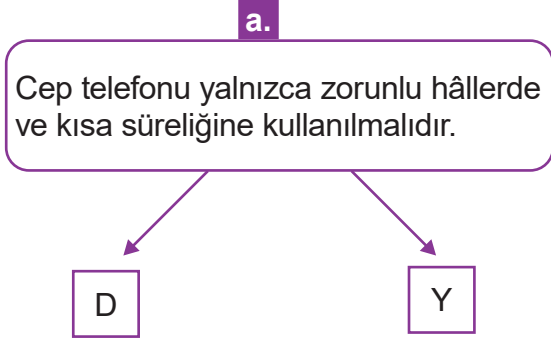 a.
Cep telefonu yalnızca zorunlu hâllerde
ve kısa süreliğine kullanılmalıdır.
D
Y